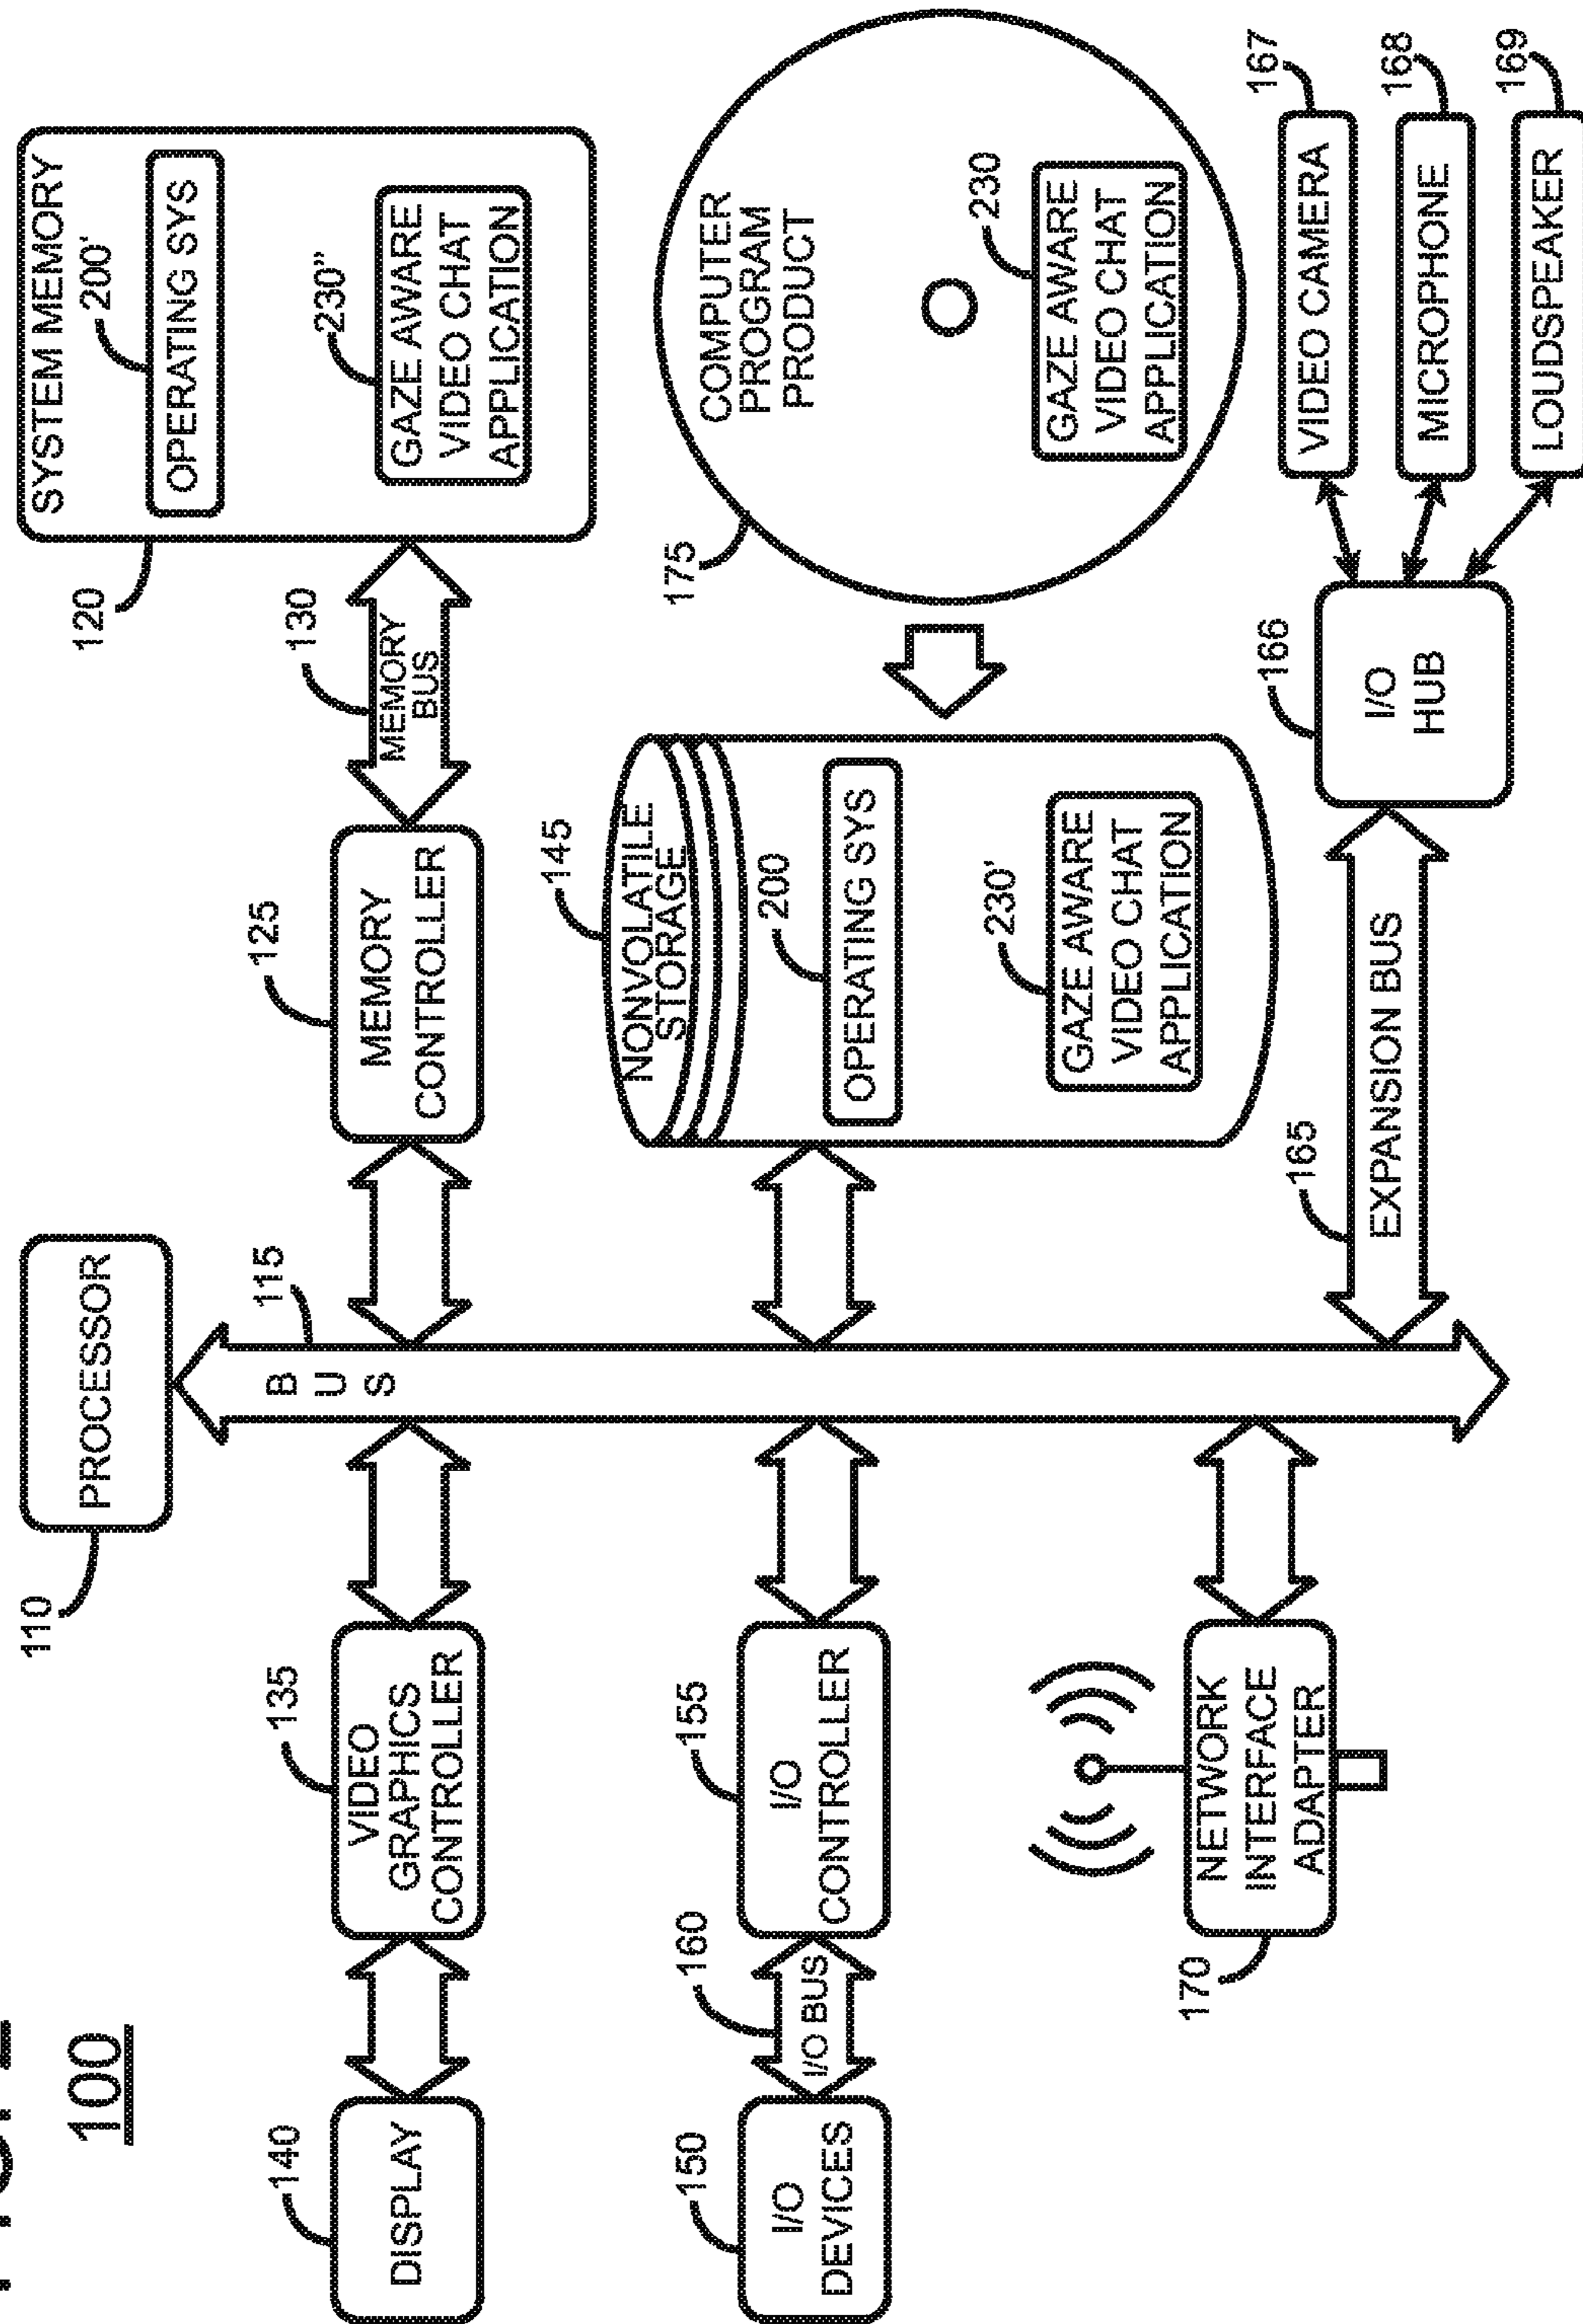 100
110
PROCESSOR
115
BUS
140
DISPLAY
135
VIDEO
GRAPHICS
CONTROLLER
125
MEMORY
CONTROLLER
130
MEMORY
BUS
120
SYSTEM MEMORY
200'
OPERATING SYS
230"
GAZE AWARE
VIDEO CHAT
APPLICATION
150
I/O
DEVICES
160
I/O BUS
155
I/O
CONTROLLER
145
NONVOLATILE
STORAGE
200
OPERATING SYS
230'
GAZE AWARE
VIDEO CHAT
APPLICATION
175
COMPUTER
PROGRAM
PRODUCT
230
GAZE AWARE
VIDEO CHAT
APPLICATION
170
NETWORK
INTERFACE
ADAPTER
165
EXPANSION BUS
166
I/O
HUB
167
VIDEO CAMERA
168
MICROPHONE
169
LOUDSPEAKER